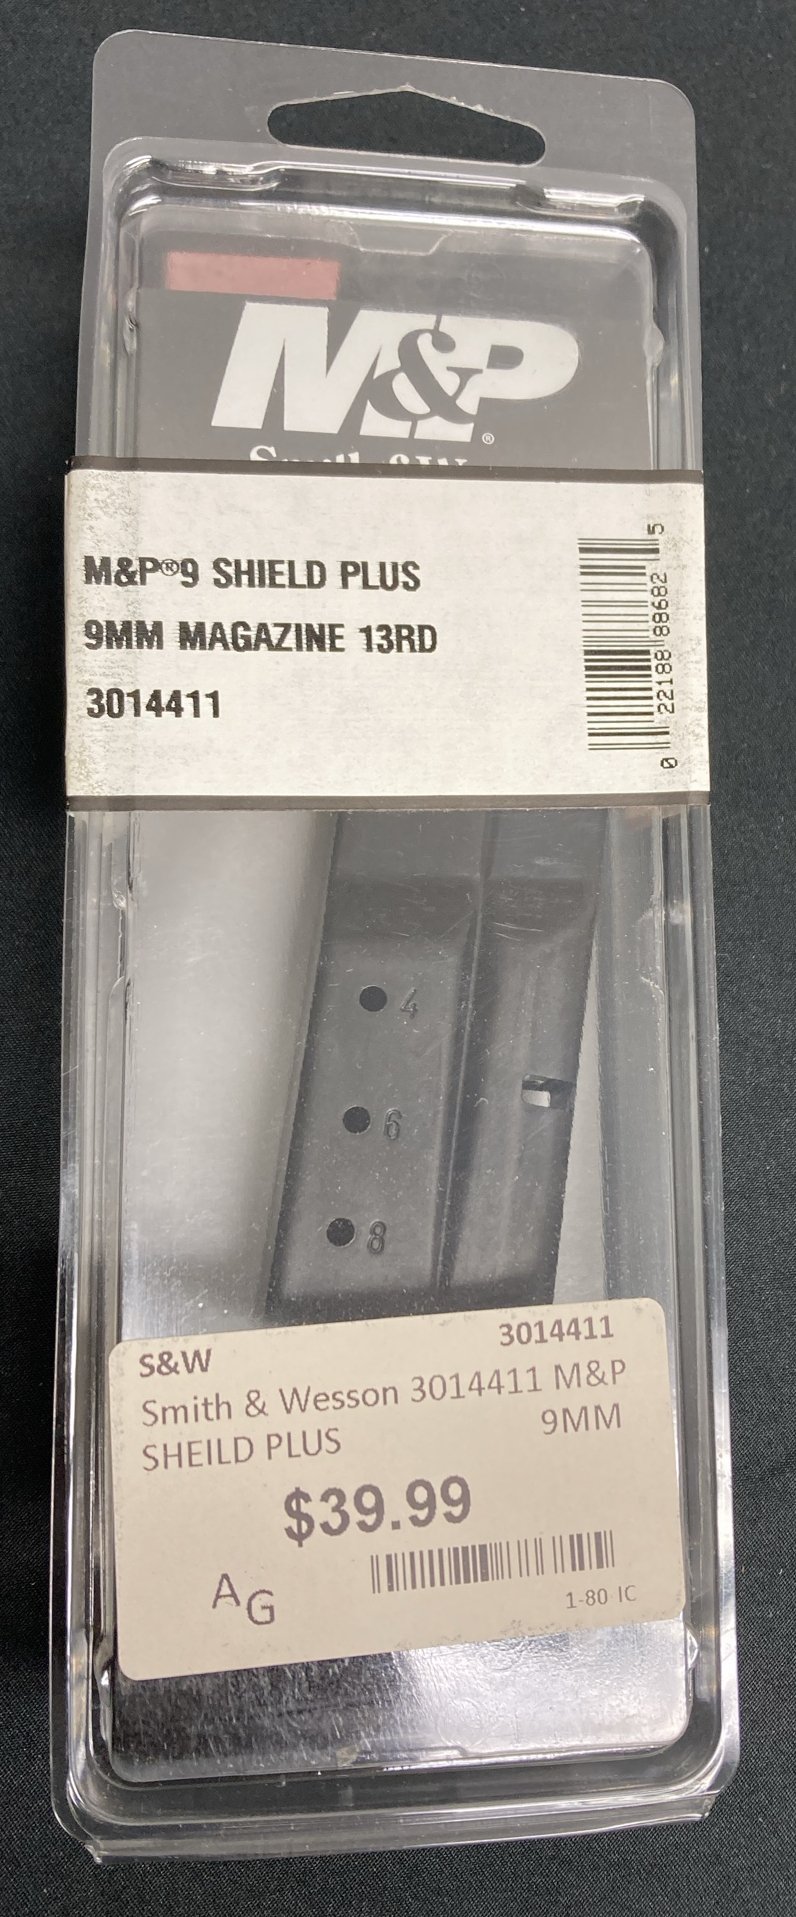 M&P®
M&P®9 SHIELD PLUS
9MM MAGAZINE 13RD
3014411
0 22188 88682 5
4
6
8
S&W 3014411
Smith & Wesson 3014411 M&P
SHEILD PLUS 9MM
$39.99
AG
1-80 IC